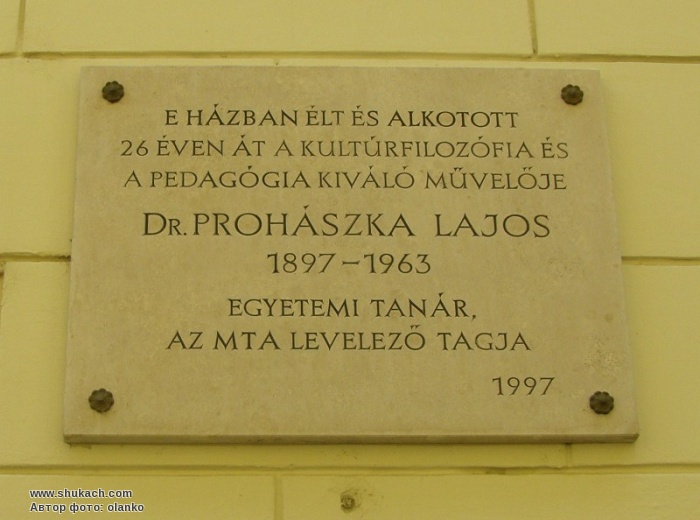 E HÁZBAN ÉLT ÉS ALKOTOTT
26 ÉVEN ÁT A KULTÚRFILOZÓFIA ÉS
A PEDAGÓGIA KIVÁLÓ MŰVELŐJE
DR. PROHÁSZKA LAJOS
1897–1963
EGYETEMI TANÁR,
AZ MTA LEVELEZŐ TAGJA
1997
www.shukach.com
Автор фото: olanko